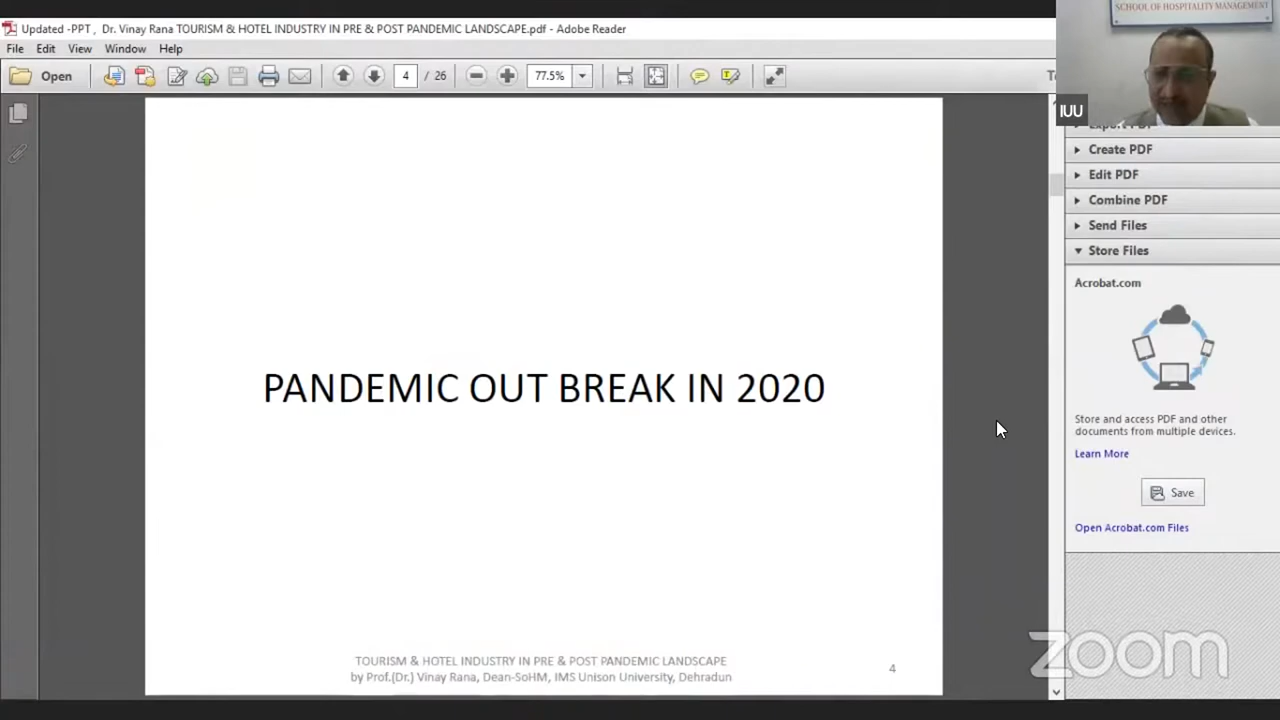 Updated -PPT , Dr. Vinay Rana TOURISM & HOTEL INDUSTRY IN PRE & POST PANDEMIC LANDSCAPE.pdf - Adobe Reader
SCHOOL OF HOSPITALITY MANAGEMENT
File Edit View Window Help
Open 4 / 26 77.5%
IUU
Export PDF
Create PDF
Edit PDF
Combine PDF
Send Files
Store Files
Acrobat.com
PANDEMIC OUT BREAK IN 2020
Store and access PDF and other
documents from multiple devices.
Learn More
Save
Open Acrobat.com Files
TOURISM & HOTEL INDUSTRY IN PRE & POST PANDEMIC LANDSCAPE
by Prof.(Dr.) Vinay Rana, Dean-SoHM, IMS Unison University, Dehradun
4
zoom